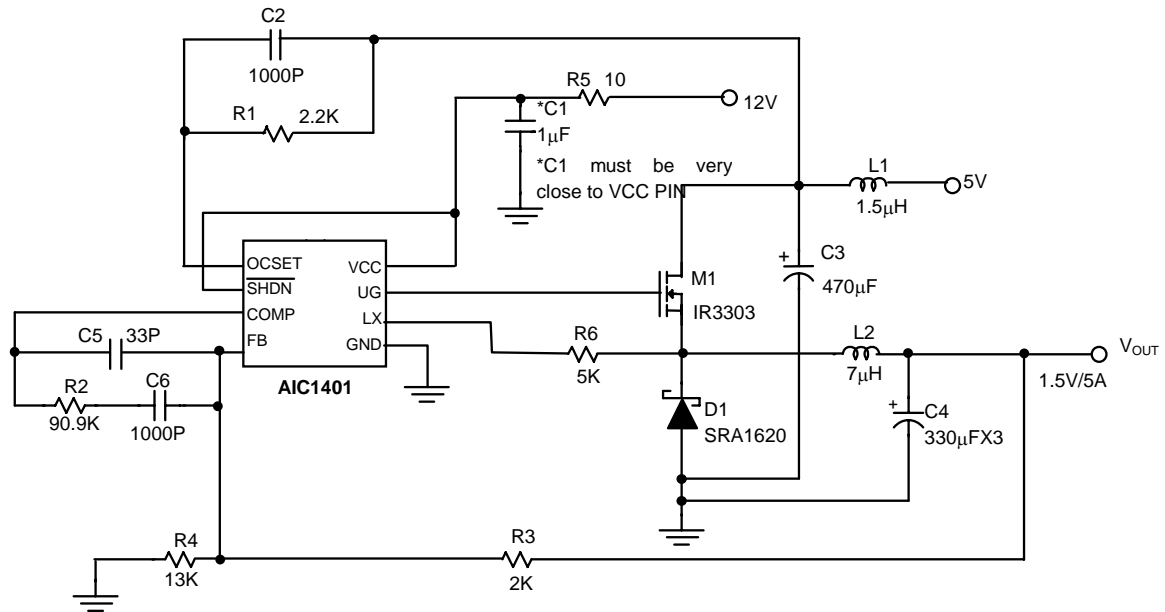 C2
1000P
R1 2.2K
R5 10
12V
*C1
1μF
*C1 must be very
close to VCC PIN
L1
5V
1.5μH
OCSET
SHDN
COMP
FB
VCC
UG
LX
GND
AIC1401
M1
IR3303
+
C3
470μF
C5 33P
R2
90.9K
C6
1000P
R6
5K
L2
7μH
VOUT
1.5V/5A
D1
SRA1620
+
C4
330μFX3
R4
13K
R3
2K